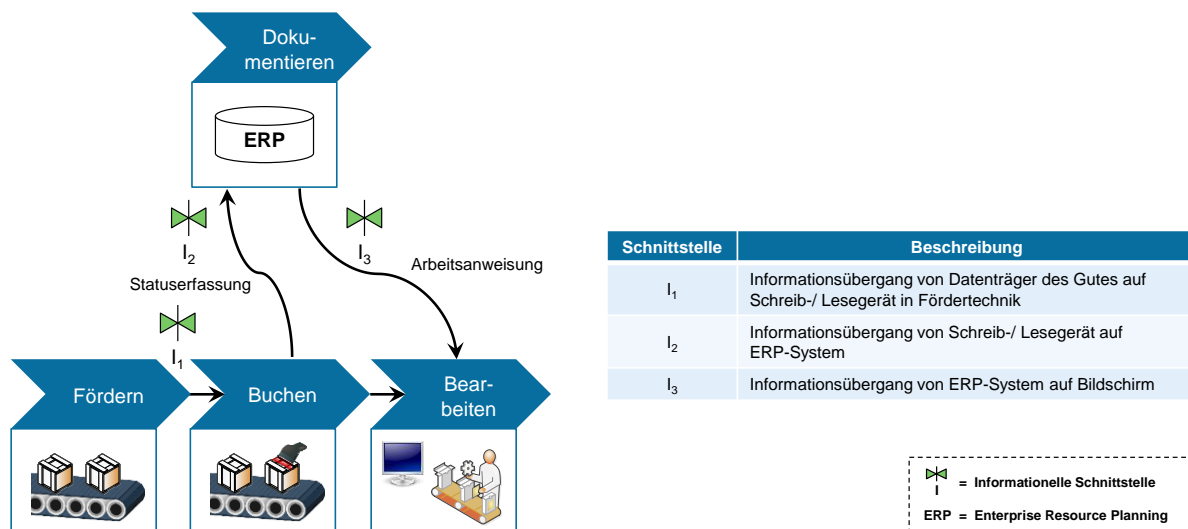 Doku-
mentieren
ERP
I2
I3
Statuserfassung
Arbeitsanweisung
I1
Fördern
Buchen
Bear-
beiten
Schnittstelle Beschreibung
I1 Informationsübergang von Datenträger des Gutes auf
Schreib-/ Lesegerät in Fördertechnik
I2 Informationsübergang von Schreib-/ Lesegerät auf
ERP-System
I3 Informationsübergang von ERP-System auf Bildschirm
I = Informationelle Schnittstelle
ERP = Enterprise Resource Planning